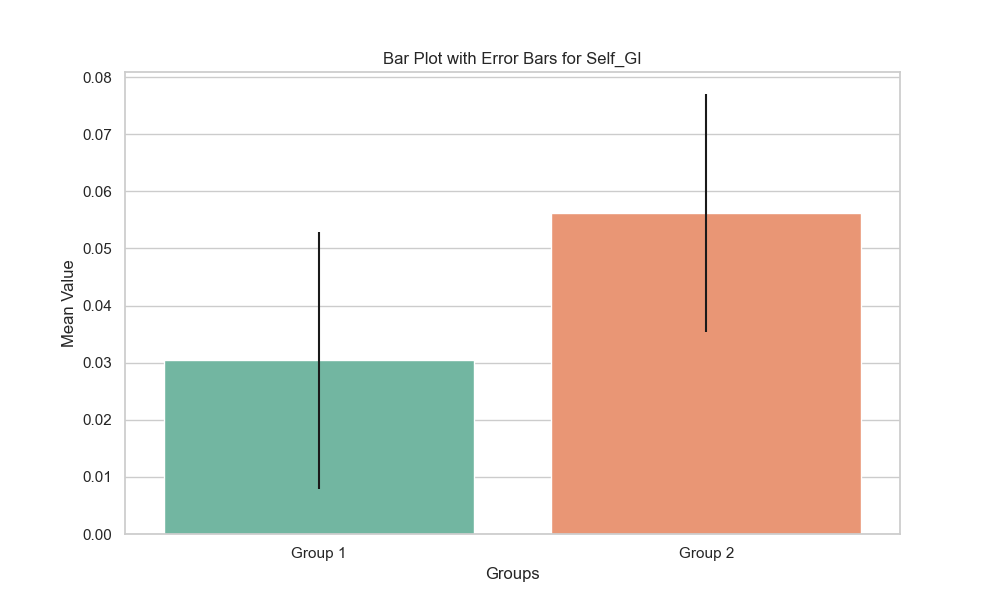 Bar Plot with Error Bars for Self_GI
0.08
0.07
0.06
0.05
0.04
0.03
0.02
0.01
0.00
Mean Value
Group 1
Group 2
Groups